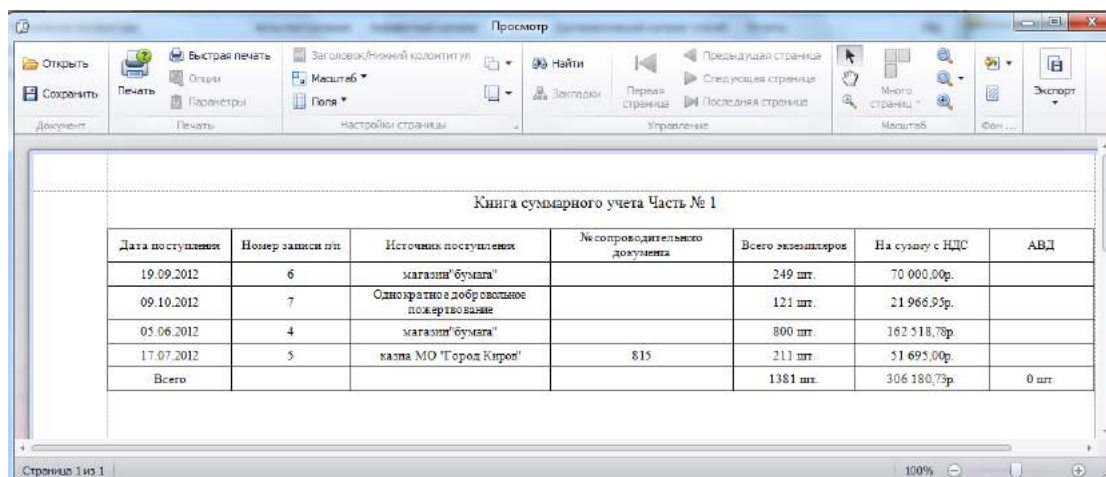 Просмотр
Открыть
Сохранить
Документ
Печать
Быстрая печать
Опции
Параметры
Печать
Заголовок/Нижний колонтитул
Масштаб
Поля
Настройки страницы
Найти
Закладки
Первая страница
Предыдущая страница
Следующая страница
Последняя страница
Управление
Много страниц
Масштаб
Фон ...
Экспорт
Книга суммарного учета Часть № 1
Дата поступления Номер записи п/п Источник поступления № сопроводительного документа Всего экземпляров На сумму с НДС АВД
19.09.2012 6 магазин"бумага" 249 шт. 70 000,00р.
09.10.2012 7 Однократное добровольное пожертвование 121 шт. 21 966,95р.
05.06.2012 4 магазин"бумага" 800 шт. 162 518,78р.
17.07.2012 5 казна МО "Город Киров" 815 211 шт. 51 695,00р.
Всего 1381 шт. 306 180,73р. 0 шт.
Страница 1 из 1
100%